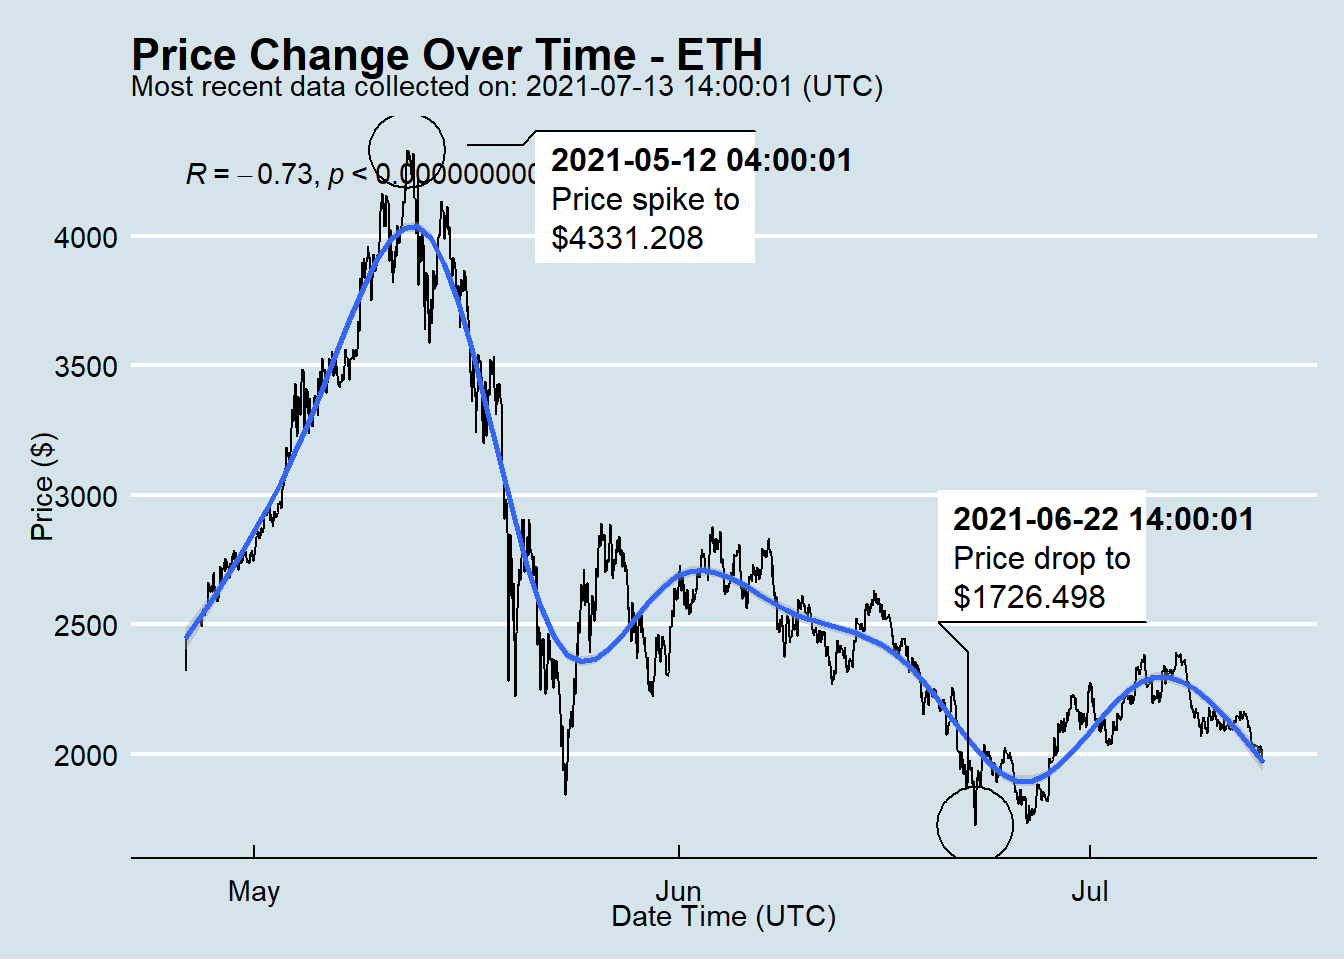 Price Change Over Time - ETH
Most recent data collected on: 2021-07-13 14:00:01 (UTC)
R = −0.73, p < 0.000000000
2021-05-12 04:00:01
Price spike to
$4331.208
4000
3500
3000
2500
2000
Price ($)
2021-06-22 14:00:01
Price drop to
$1726.498
May
Jun
Jul
Date Time (UTC)